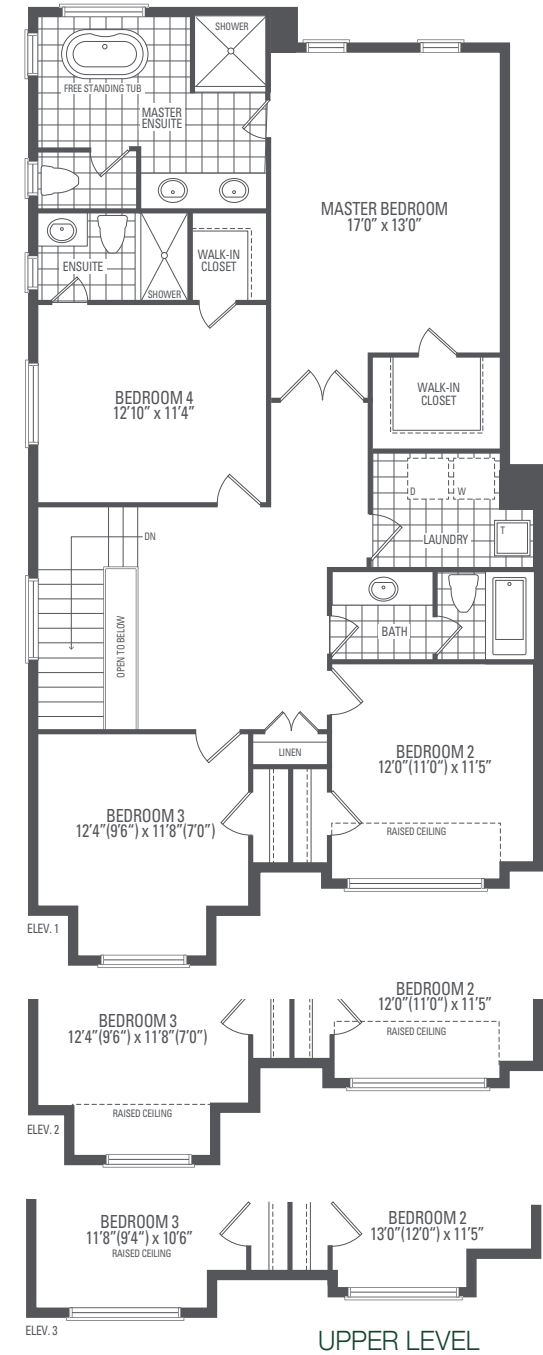 SHOWER
FREE STANDING TUB
MASTER
ENSUITE
MASTER BEDROOM
17'0" x 13'0"
ENSUITE
SHOWER
WALK-IN
CLOSET
BEDROOM 4
12'10" x 11'4"
WALK-IN
CLOSET
D
W
LAUNDRY
T
DN
OPEN TO BELOW
BATH
LINEN
BEDROOM 2
12'0"(11'0") x 11'5"
RAISED CEILING
BEDROOM 3
12'4"(9'6") x 11'8"(7'0")
ELEV. 1
BEDROOM 2
12'0"(11'0") x 11'5"
RAISED CEILING
BEDROOM 3
12'4"(9'6") x 11'8"(7'0")
RAISED CEILING
ELEV. 2
BEDROOM 3
11'8"(9'4") x 10'6"
RAISED CEILING
BEDROOM 2
13'0"(12'0") x 11'5"
ELEV. 3
UPPER LEVEL